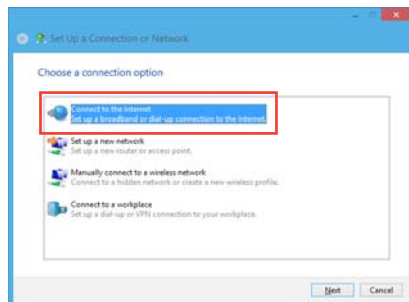 Set Up a Connection or Network
Choose a connection option
Connect to the Internet
Set up a broadband or dial-up connection to the Internet.
Set up a new network
Set up a new router or access point.
Manually connect to a wireless network
Connect to a hidden network or create a new wireless profile.
Connect to a workplace
Set up a dial-up or VPN connection to your workplace.
Next
Cancel